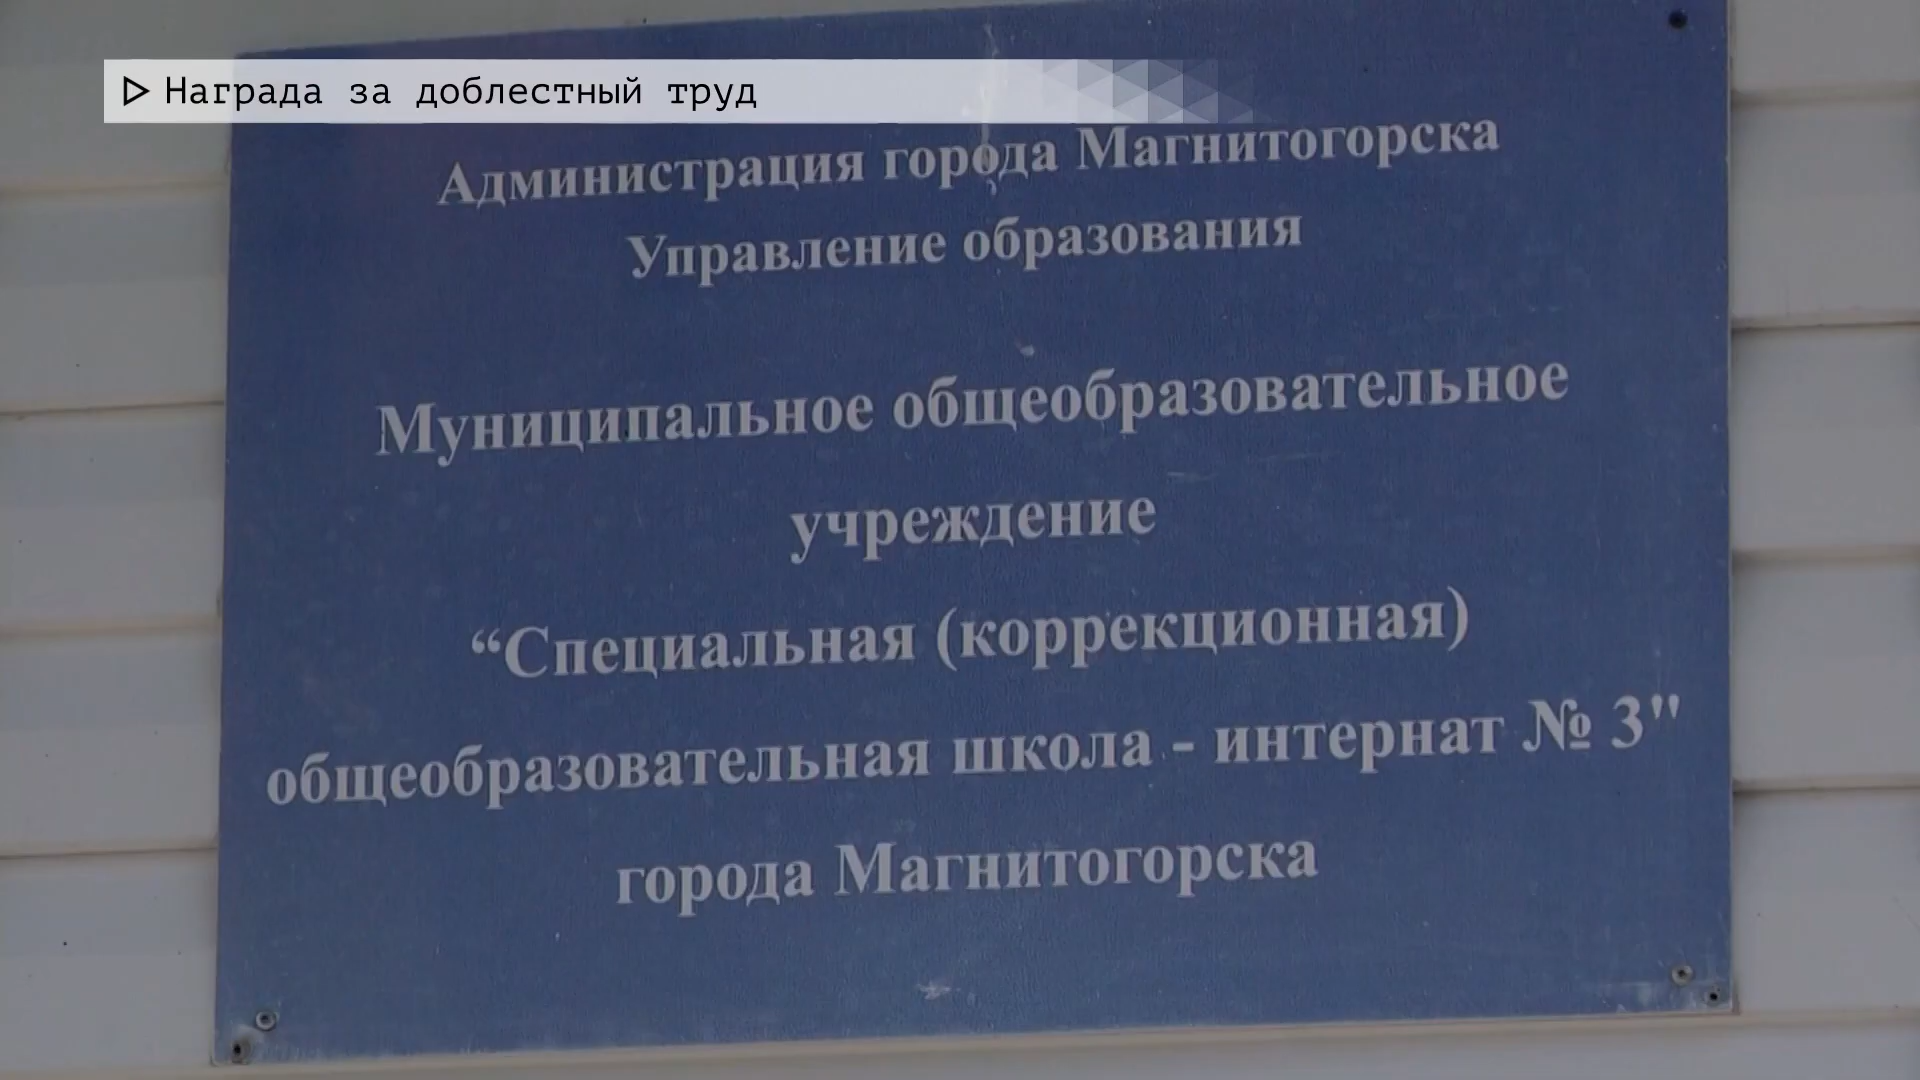 Награда за доблестный труд
Администрация города Магнитогорска
Управление образования
Муниципальное общеобразовательное
учреждение
“Специальная (коррекционная)
общеобразовательная школа - интернат № 3"
города Магнитогорска